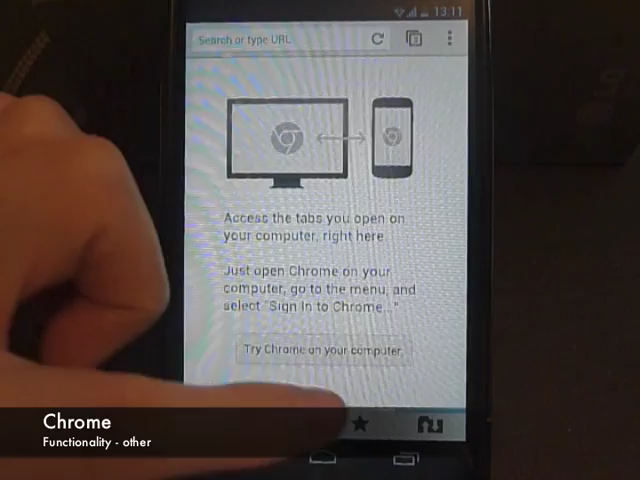 13:11
Search or type URL
Access the tabs you open on
your computer, right here.
Just open Chrome on your
computer, go to the menu, and
select "Sign In to Chrome..."
Try Chrome on your computer.
Chrome
Functionality - other